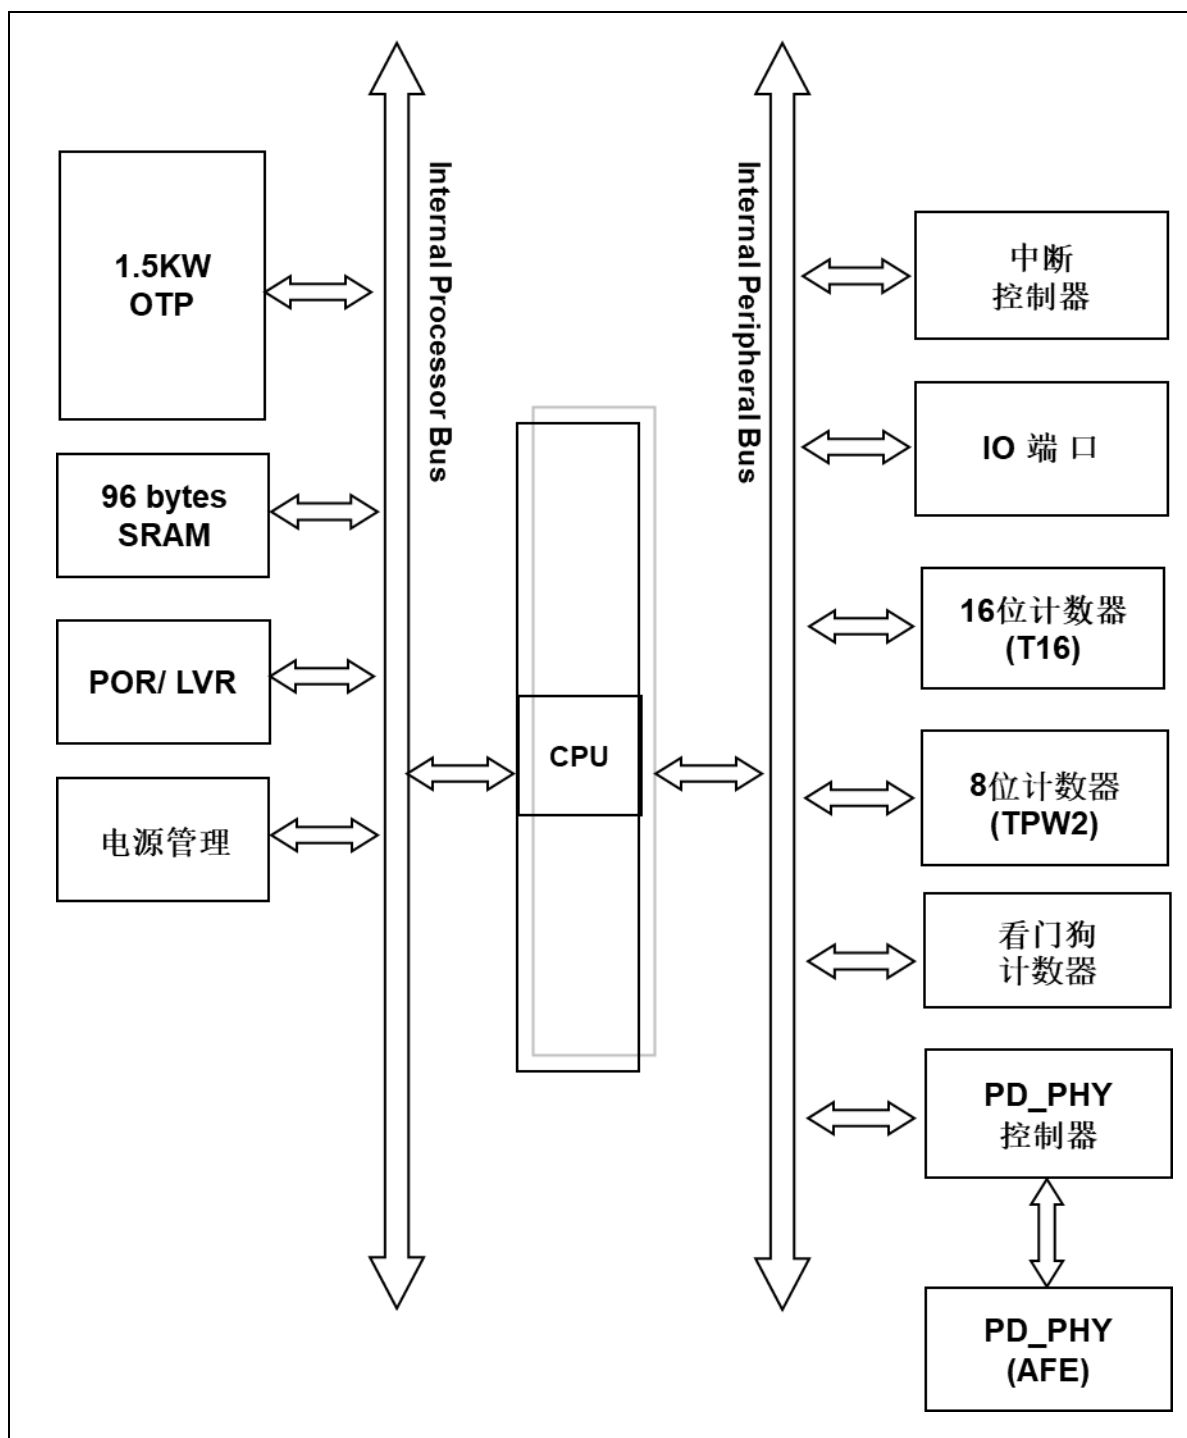 1.5KW
OTP
96 bytes
SRAM
POR/ LVR
电源管理
Internal Processor Bus
CPU
Internal Peripheral Bus
中断
控制器
IO 端 口
16位计数器
(T16)
8位计数器
(TPW2)
看门狗
计数器
PD_PHY
控制器
PD_PHY
(AFE)